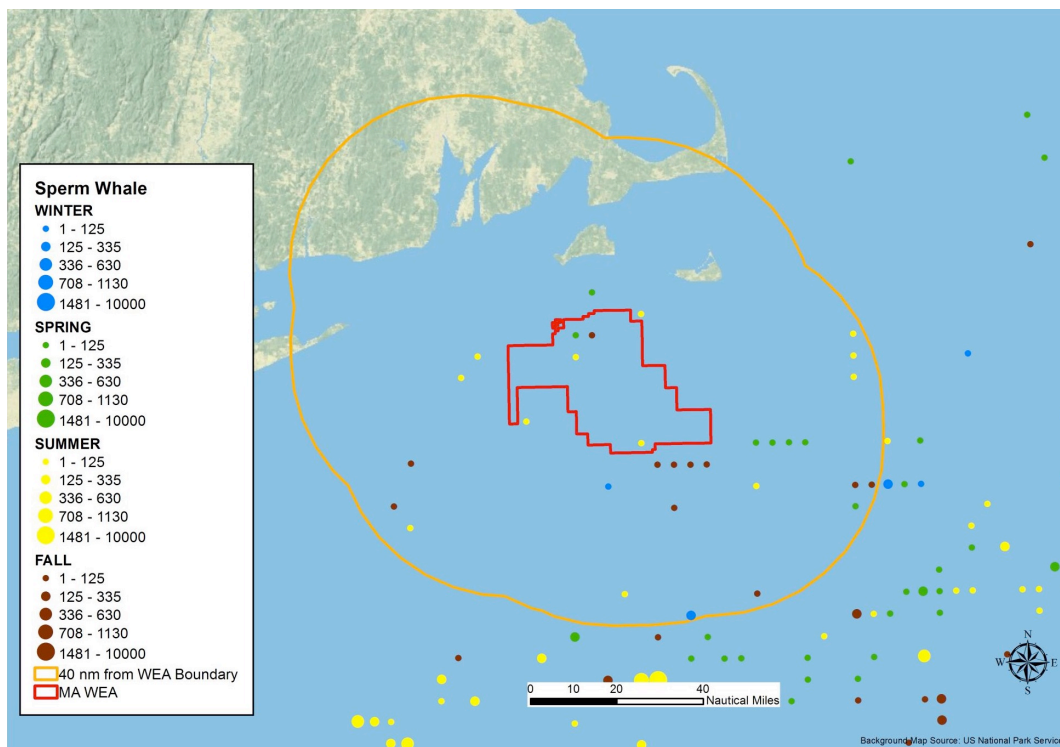 Sperm Whale
WINTER
1 - 125
125 - 335
336 - 630
708 - 1130
1481 - 10000
SPRING
1 - 125
125 - 335
336 - 630
708 - 1130
1481 - 10000
SUMMER
1 - 125
125 - 335
336 - 630
708 - 1130
1481 - 10000
FALL
1 - 125
125 - 335
336 - 630
708 - 1130
1481 - 10000
40 nm from WEA Boundary
MA WEA
N
W E
S
0 10 20 40
Nautical Miles
Background Map Source: US National Park Service